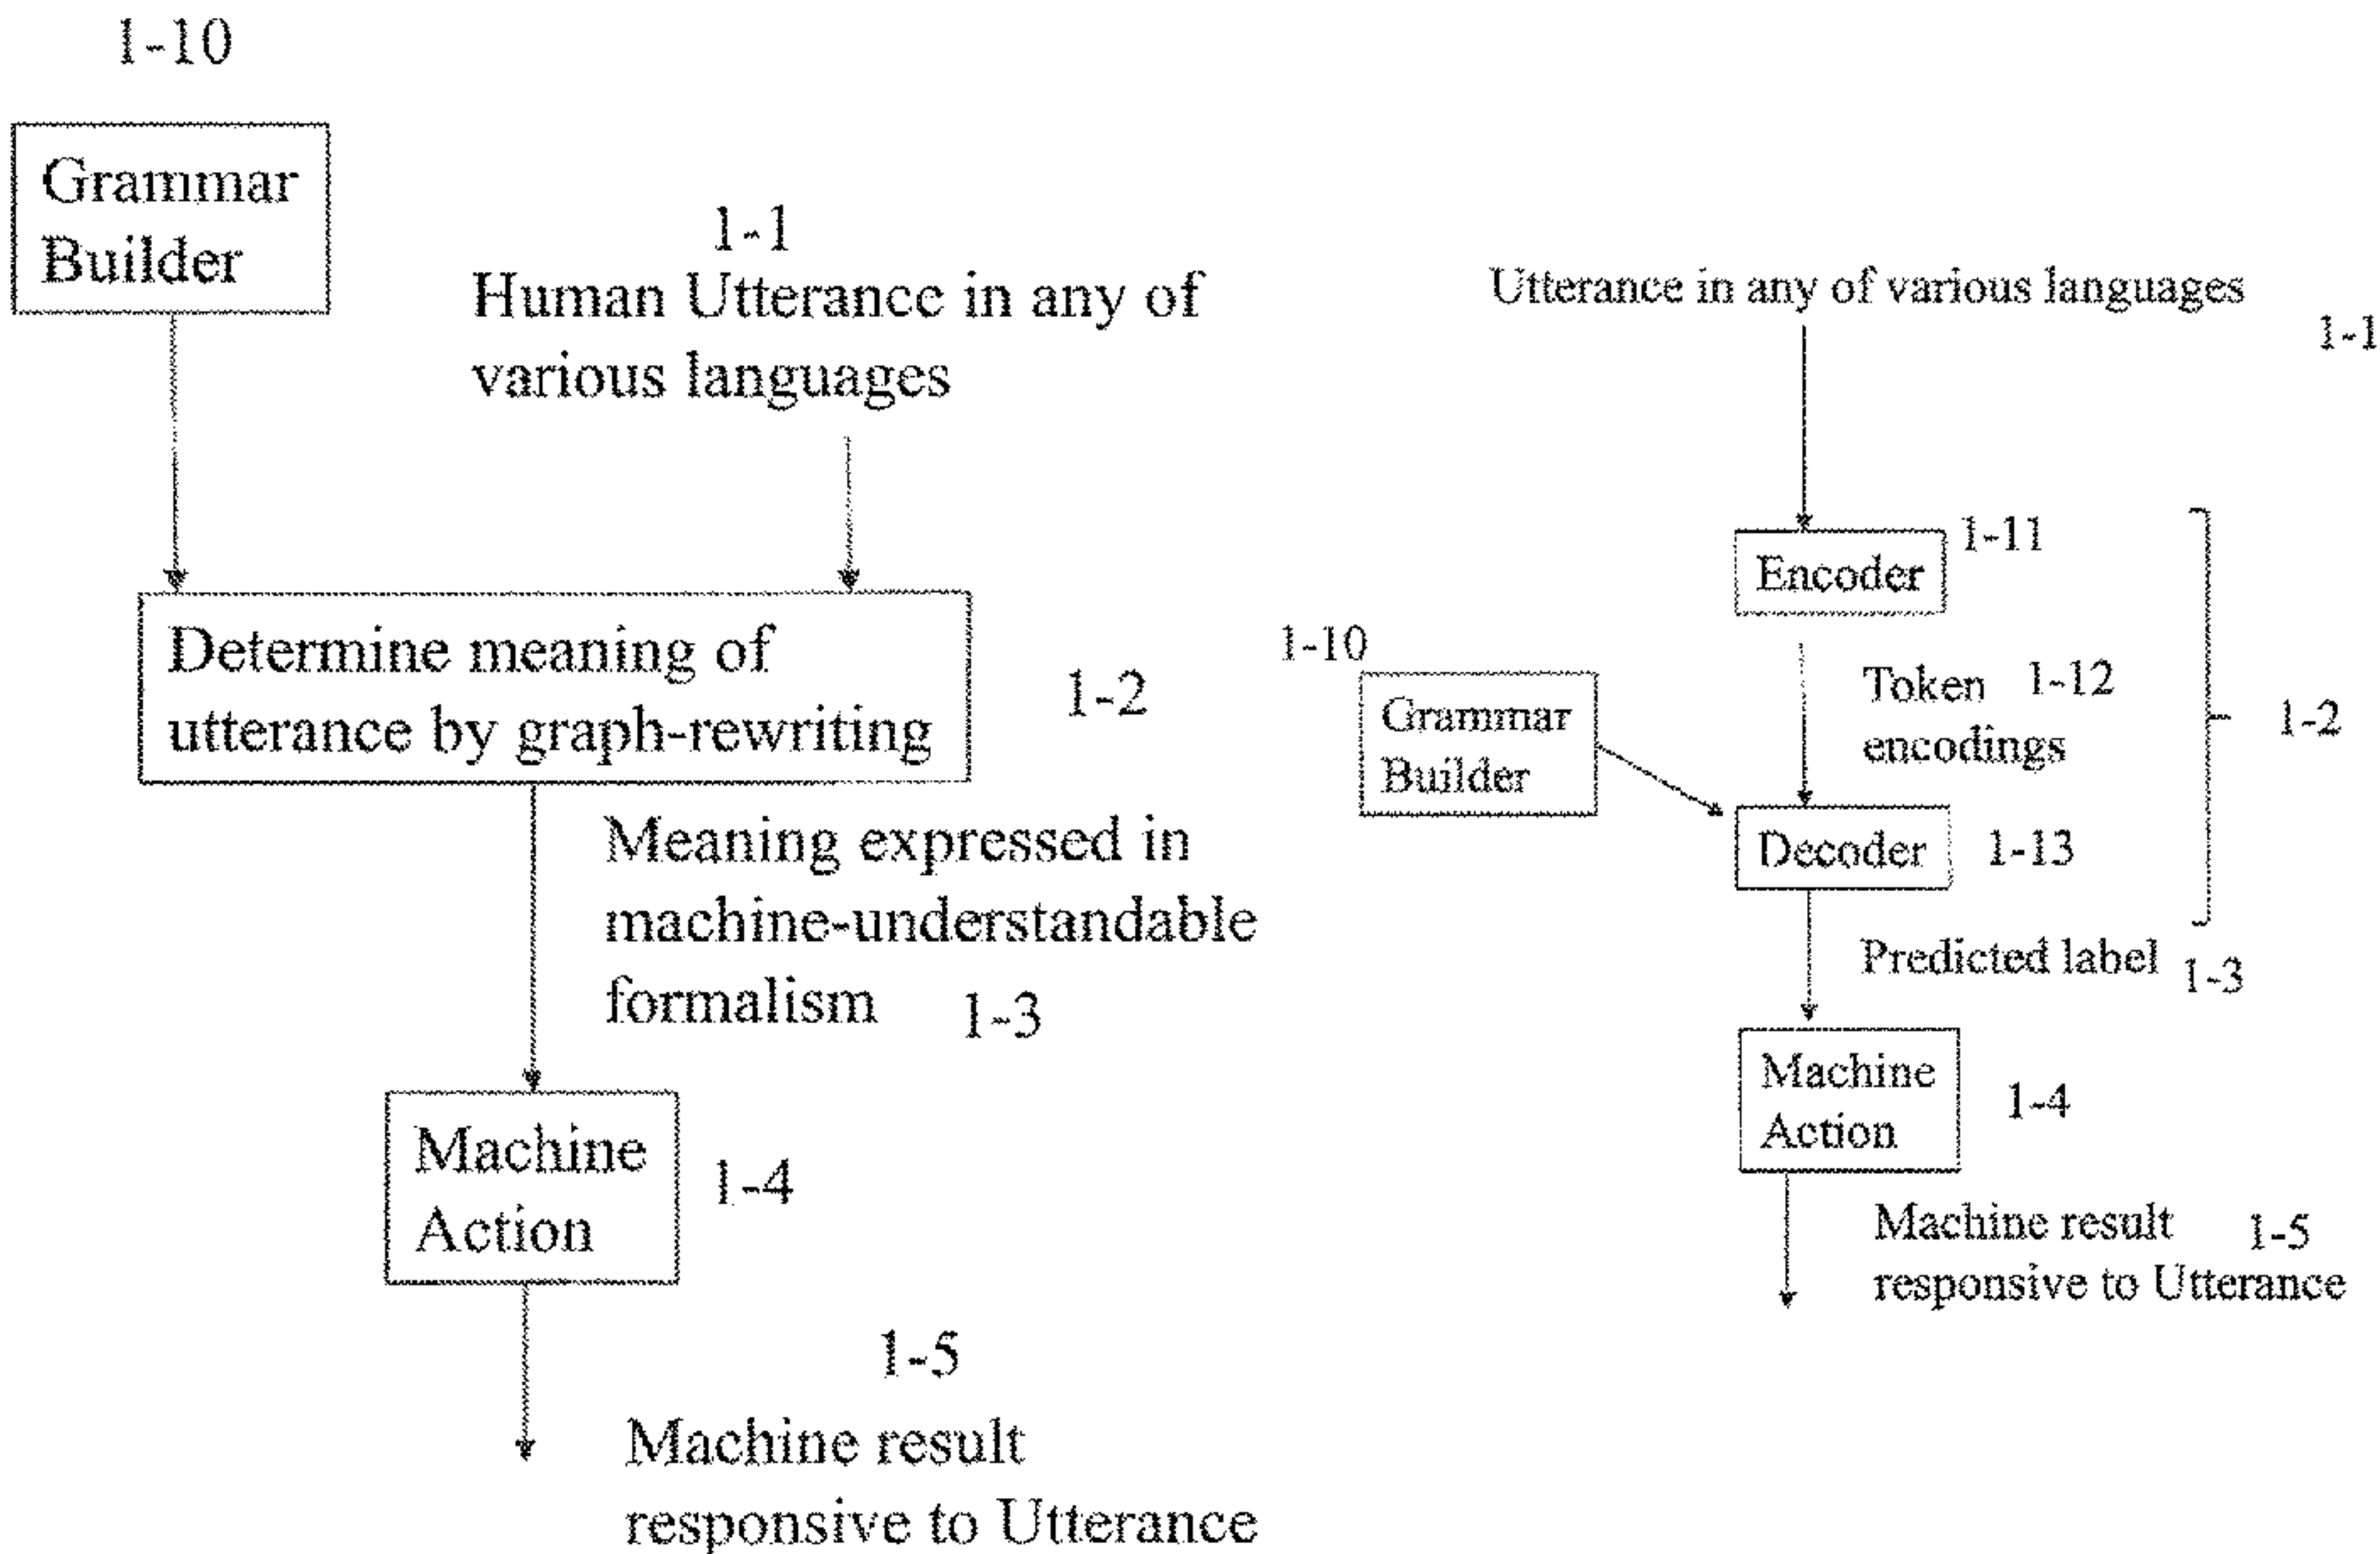 1-10
Grammar
Builder
1-1
Human Utterance in any of
various languages
Determine meaning of
utterance by graph-rewriting
1-2
Meaning expressed in
machine-understandable
formalism
1-3
Machine
Action
1-4
1-5
Machine result
responsive to Utterance
Utterance in any of various languages
1-1
Encoder
1-11
1-10
Grammar
Builder
Token 1-12
encodings
1-2
Decoder
1-13
Predicted label 1-3
Machine
Action
1-4
Machine result 1-5
responsive to Utterance